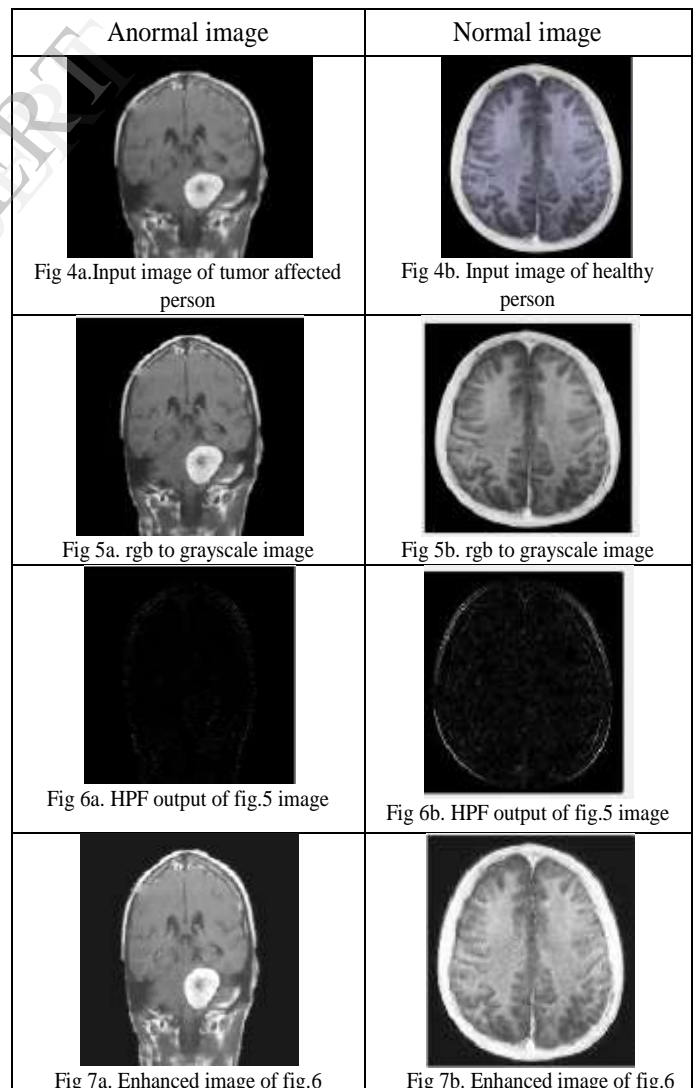 Anormal image
Normal image
Fig 4a.Input image of tumor affected
person
Fig 4b. Input image of healthy
person
Fig 5a. rgb to grayscale image
Fig 5b. rgb to grayscale image
Fig 6a. HPF output of fig.5 image
Fig 6b. HPF output of fig.5 image
Fig 7a. Enhanced image of fig.6
Fig 7b. Enhanced image of fig.6